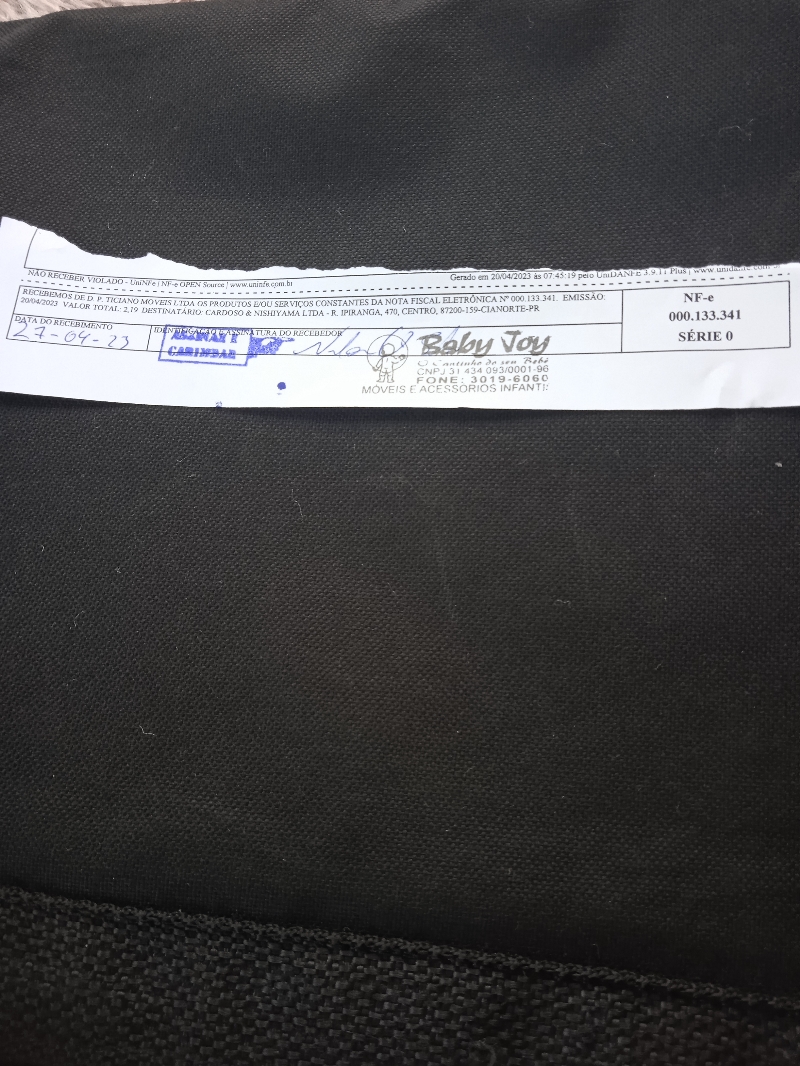 NÃO RECEBER VIOLADO - UniNFe | NF-e OPEN Source | www.uninfe.com.br
Gerado em 20/04/2023 às 07:45:19 pelo UniDANFE 3.9.11 Plus | www.unidanfe.com.br
RECEBEMOS DE D. P. TICIANO MOVEIS LTDA OS PRODUTOS E/OU SERVIÇOS CONSTANTES DA NOTA FISCAL ELETRÔNICA Nº 000.133.341. EMISSÃO:
20/04/2023 VALOR TOTAL: 2,19 DESTINATÁRIO: CARDOSO & NISHIYAMA LTDA - R. IPIRANGA, 470, CENTRO, 87200-159-CIANORTE-PR
NF-e
000.133.341
SÉRIE 0
DATA DO RECEBIMENTO
27-04-23
IDENTIFICAÇÃO E ASSINATURA DO RECEBEDOR
ASSINAR E
CARIMBAR
Baby Joy
O Cantinho do seu Bebê
CNPJ 31 434 093/0001-96
FONE: 3019-6060
MÓVEIS E ACESSÓRIOS INFANTI